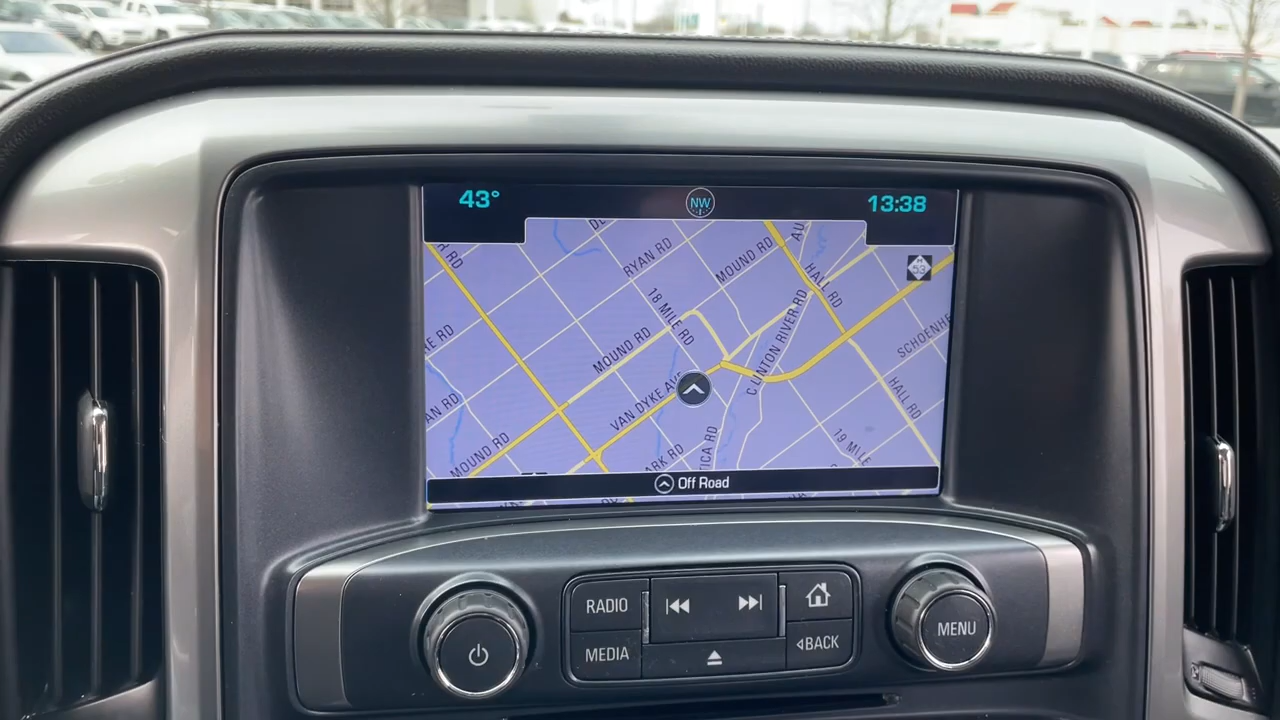 43°
NW
13:38
RYAN RD
MOUND RD
HALL RD
M
53
18 MILE RD
MOUND RD
CLINTON RIVER RD
VAN DYKE AVE
HALL RD
MOUND RD
19 MILE
Off Road
RADIO
MEDIA
BACK
MENU